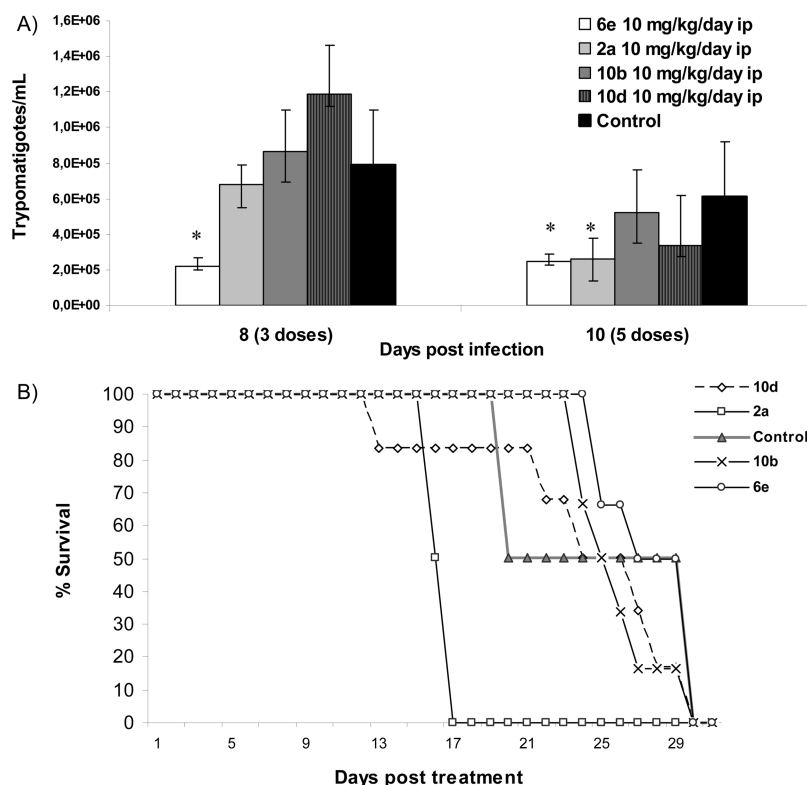 A)
1,6E+06
1,4E+06
1,2E+06
1,0E+06
8,0E+05
6,0E+05
4,0E+05
2,0E+05
0,0E+00
Trypomatigotes/mL
6e 10 mg/kg/day ip
2a 10 mg/kg/day ip
10b 10 mg/kg/day ip
10d 10 mg/kg/day ip
Control
* * *
8 (3 doses) 10 (5 doses)
Days post infection
B)
100
90
80
70
60
50
40
30
20
10
0
% Survival
10d
2a
Control
10b
6e
1 5 9 13 17 21 25 29
Days post treatment